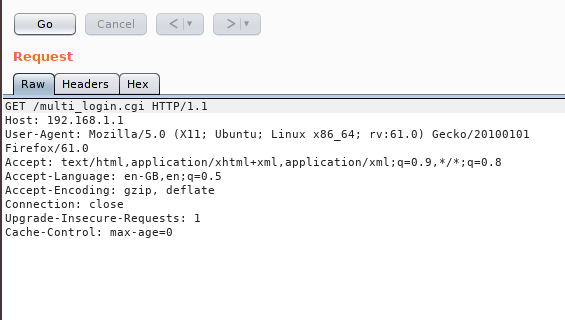 Go Cancel < >
Request
Raw Headers Hex
GET /multi_login.cgi HTTP/1.1
Host: 192.168.1.1
User-Agent: Mozilla/5.0 (X11; Ubuntu; Linux x86_64; rv:61.0) Gecko/20100101
Firefox/61.0
Accept: text/html,application/xhtml+xml,application/xml;q=0.9,*/*;q=0.8
Accept-Language: en-GB,en;q=0.5
Accept-Encoding: gzip, deflate
Connection: close
Upgrade-Insecure-Requests: 1
Cache-Control: max-age=0